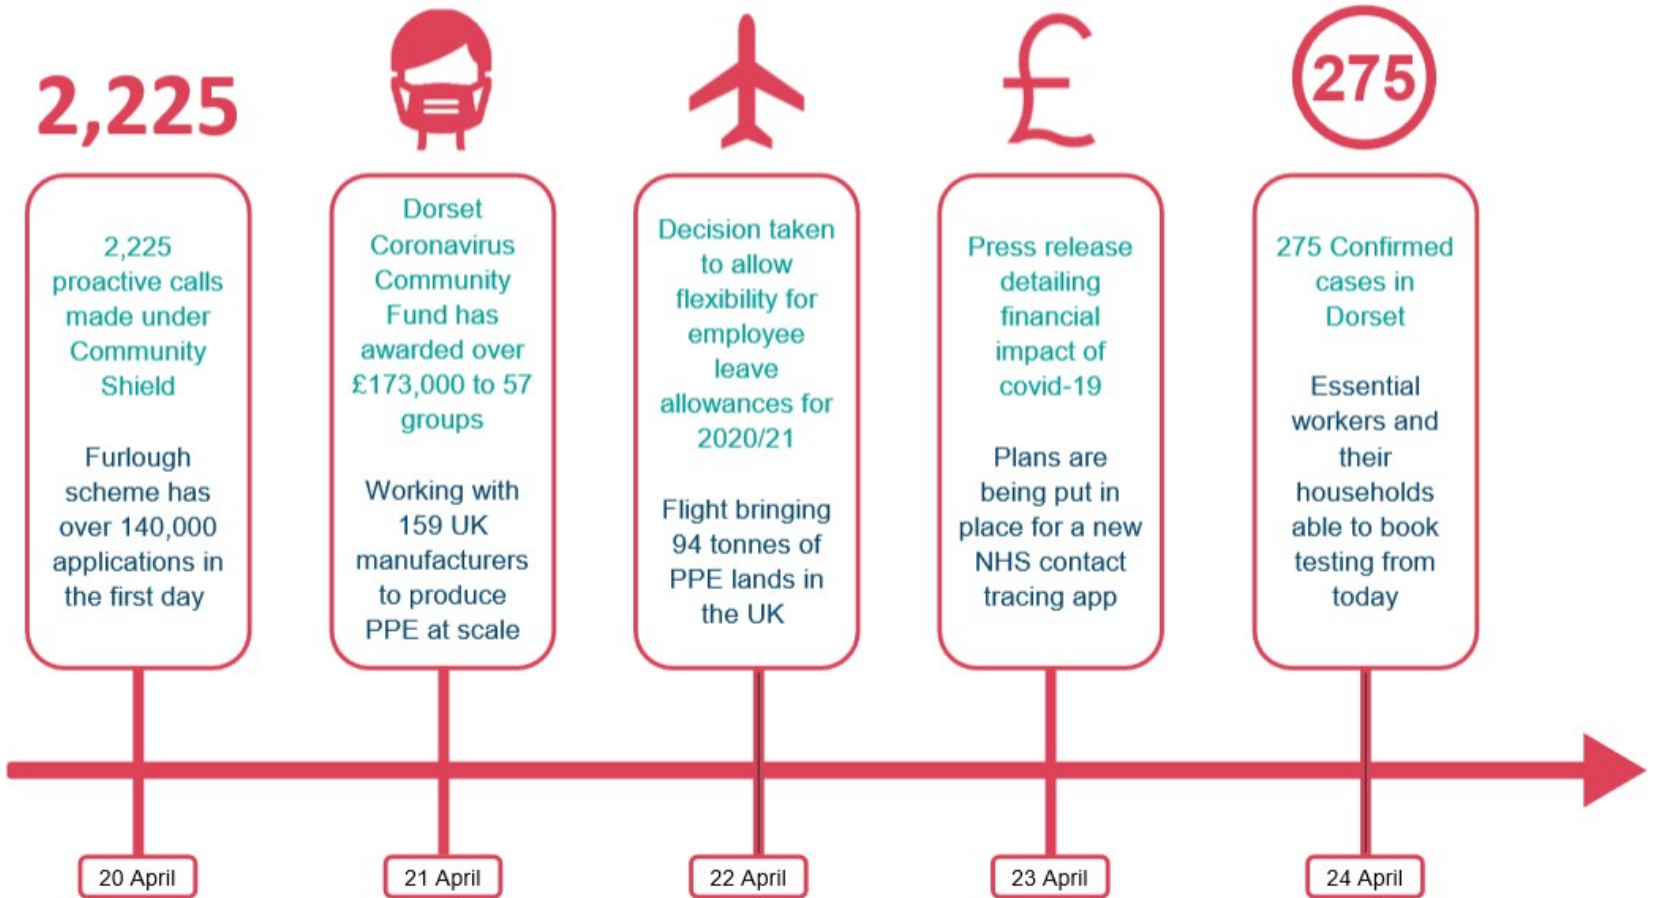 2,225
275
2,225
proactive calls
made under
Community
Shield
Furlough
scheme has
over 140,000
applications in
the first day
Dorset
Coronavirus
Community
Fund has
awarded over
£173,000 to 57
groups
Working with
159 UK
manufacturers
to produce
PPE at scale
Decision taken
to allow
flexibility for
employee
leave
allowances for
2020/21
Flight bringing
94 tonnes of
PPE lands in
the UK
Press release
detailing
financial
impact of
covid-19
Plans are
being put in
place for a new
NHS contact
tracing app
275 Confirmed
cases in
Dorset
Essential
workers and
their
households
able to book
testing from
today
20 April
21 April
22 April
23 April
24 April